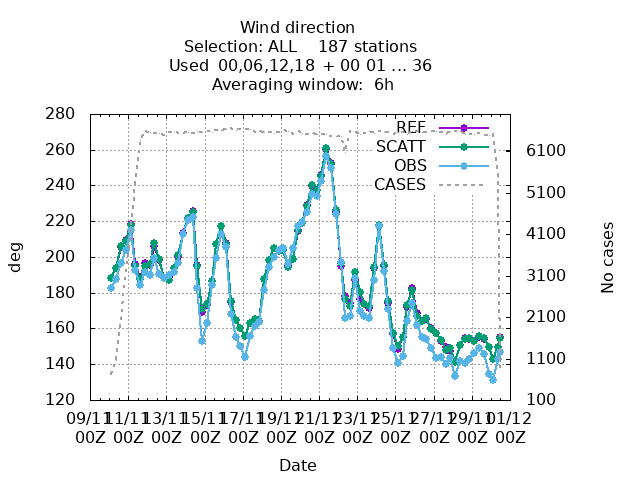 Wind direction
Selection: ALL    187 stations
Used  00,06,12,18 + 00 01 ... 36
Averaging window:  6h
REF
SCATT
OBS
CASES
280
260
240
220
200
180
160
140
120
deg
6100
5100
4100
3100
2100
1100
100
No cases
09/11 11/11 13/11 15/11 17/11 19/11 21/11 23/11 25/11 27/11 29/11 01/12
00Z 00Z 00Z 00Z 00Z 00Z 00Z 00Z 00Z 00Z 00Z 00Z
Date